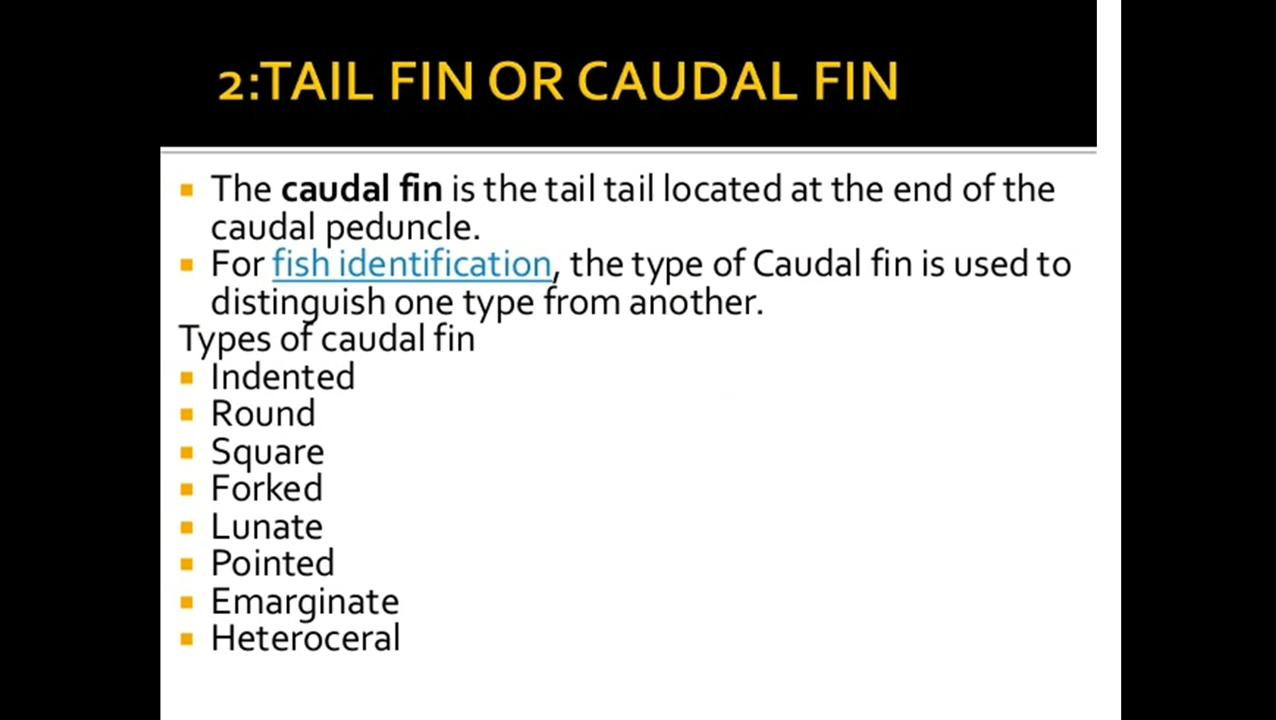 2:TAIL FIN OR CAUDAL FIN
The caudal fin is the tail tail located at the end of the
caudal peduncle.
For fish identification, the type of Caudal fin is used to
distinguish one type from another.
Types of caudal fin
Indented
Round
Square
Forked
Lunate
Pointed
Emarginate
Heteroceral